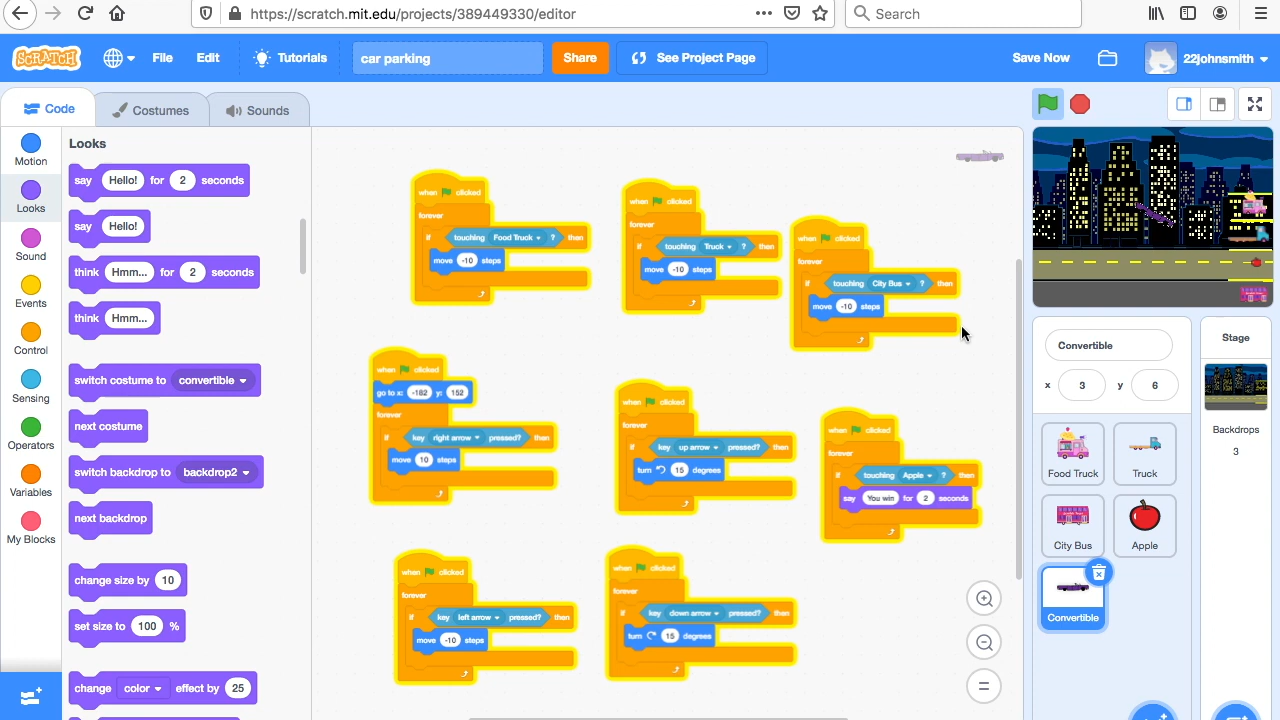 https://scratch.mit.edu/projects/389449330/editor
Search
SCRATCH
File
Edit
Tutorials
car parking
Share
See Project Page
Save Now
22johnsmith
Code
Costumes
Sounds
Motion
Looks
Sound
Events
Control
Sensing
Operators
Variables
My Blocks
Looks
say Hello! for 2 seconds
say Hello!
think Hmm... for 2 seconds
think Hmm...
switch costume to convertible
next costume
switch backdrop to backdrop2
next backdrop
change size by 10
set size to 100 %
change color effect by 25
when clicked
forever
if touching Food Truck ? then
move -10 steps
when clicked
forever
if touching Truck ? then
move -10 steps
when clicked
forever
if touching City Bus ? then
move -10 steps
when clicked
go to x: -182 y: 152
forever
if key right arrow pressed? then
move 10 steps
when clicked
forever
if key up arrow pressed? then
turn 15 degrees
when clicked
forever
if touching Apple ? then
say You win for 2 seconds
when clicked
forever
if key left arrow pressed? then
move -10 steps
when clicked
forever
if key down arrow pressed? then
turn 15 degrees
Convertible
x 3 y 6
Food Truck
Truck
City Bus
Apple
Convertible
Stage
Backdrops
3